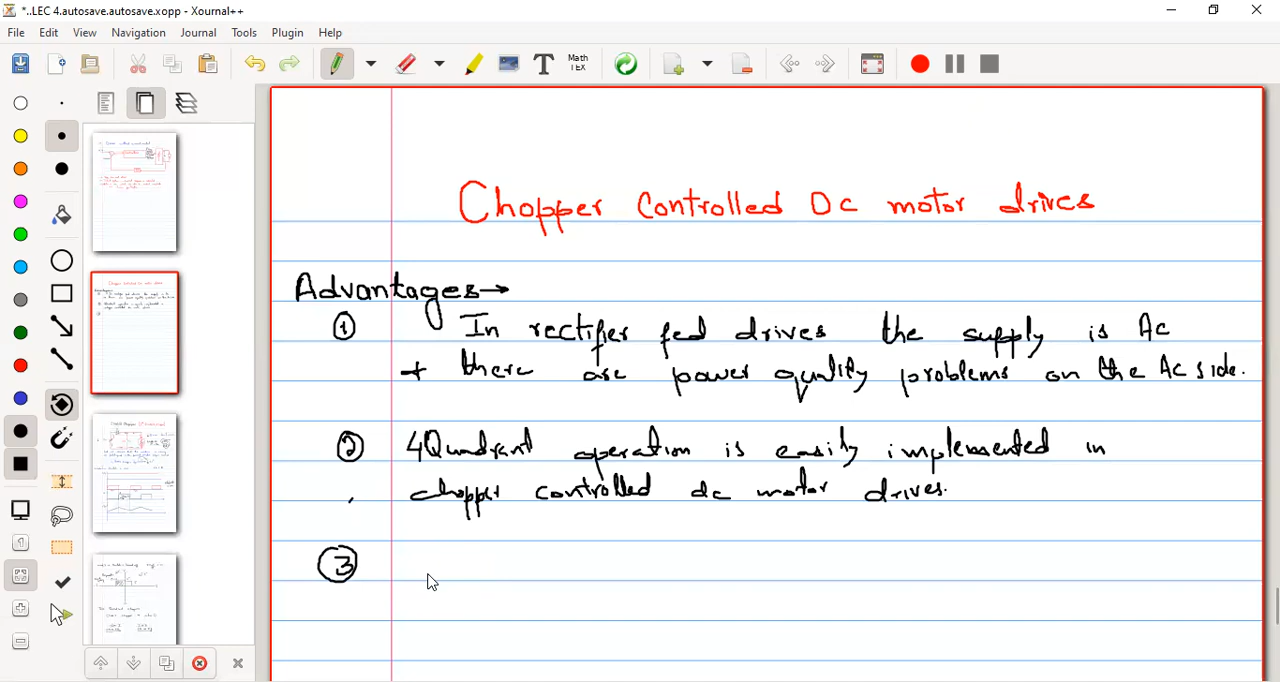 *..LEC 4.autosave.autosave.xopp - Xournal++
File Edit View Navigation Journal Tools Plugin Help
T Math TEX
Chopper Controlled Dc motor drives
Advantages→
① In rectifier fed drives the supply is Ac
+ there are power quality problems on the Ac side.
② 4Quadrant operation is easily implemented in
chopper controlled dc motor drives.
③